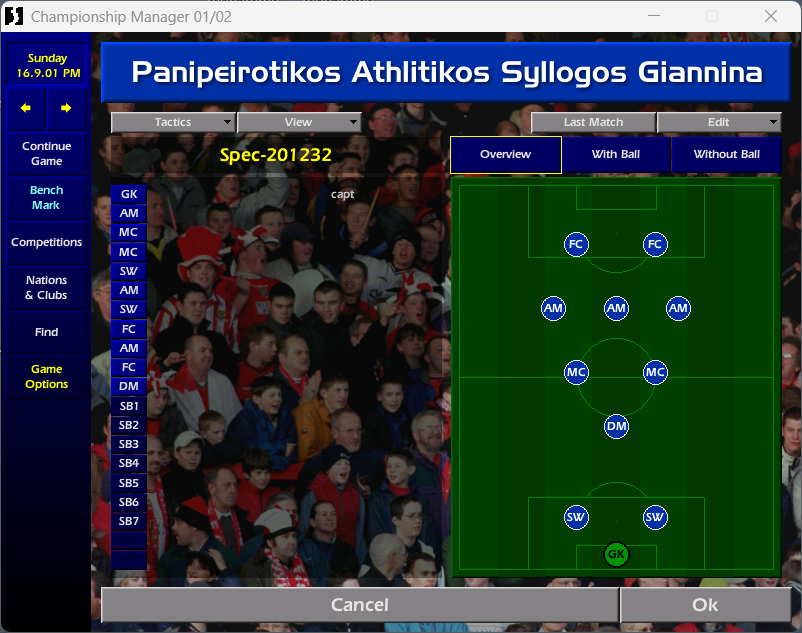 Championship Manager 01/02
Sunday
16.9.01 PM
Continue
Game
Bench
Mark
Competitions
Nations
& Clubs
Find
Game
Options
Panipeirotikos Athlitikos Syllogos Giannina
Tactics View Last Match Edit
Spec-201232
Overview With Ball Without Ball
GK capt
AM
MC
MC
SW
AM
SW
FC
AM
FC
DM
SB1
SB2
SB3
SB4
SB5
SB6
SB7
FC FC
AM AM AM
MC MC
DM
SW SW
GK
Cancel Ok